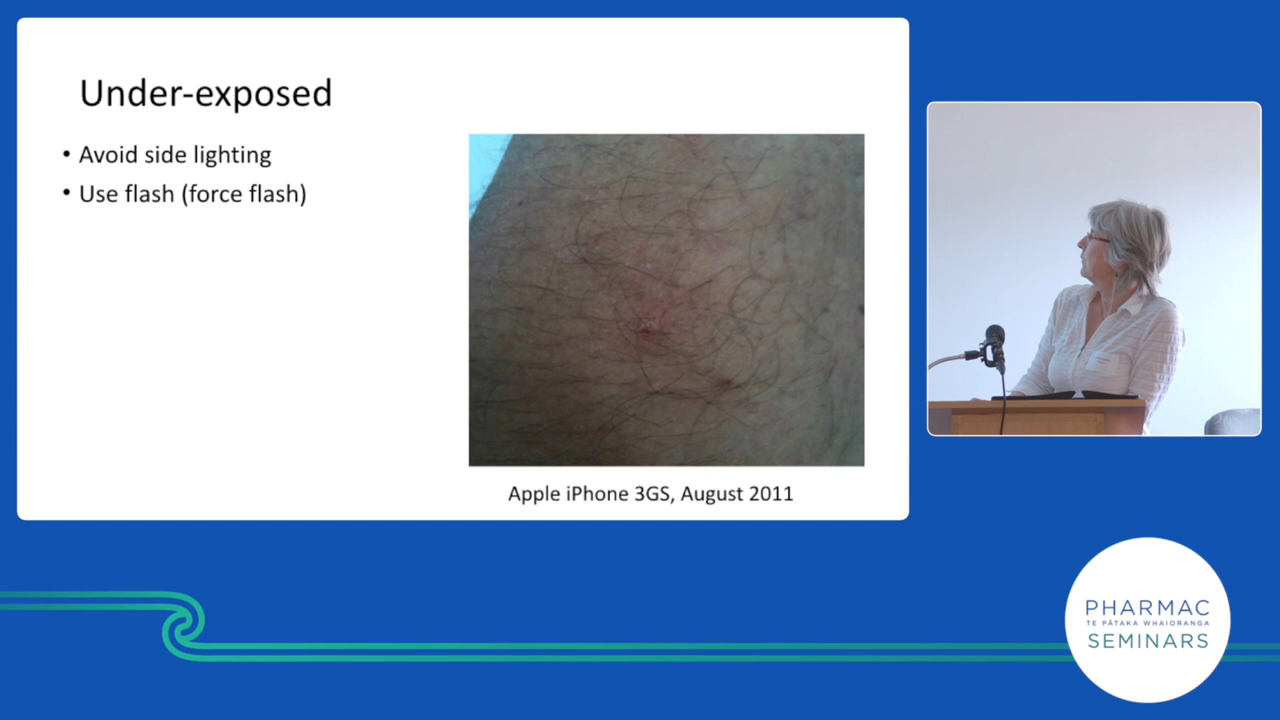 Under-exposed
• Avoid side lighting
• Use flash (force flash)
Apple iPhone 3GS, August 2011
PHARMAC
TE PĀTAKA WHAIORANGA
SEMINARS